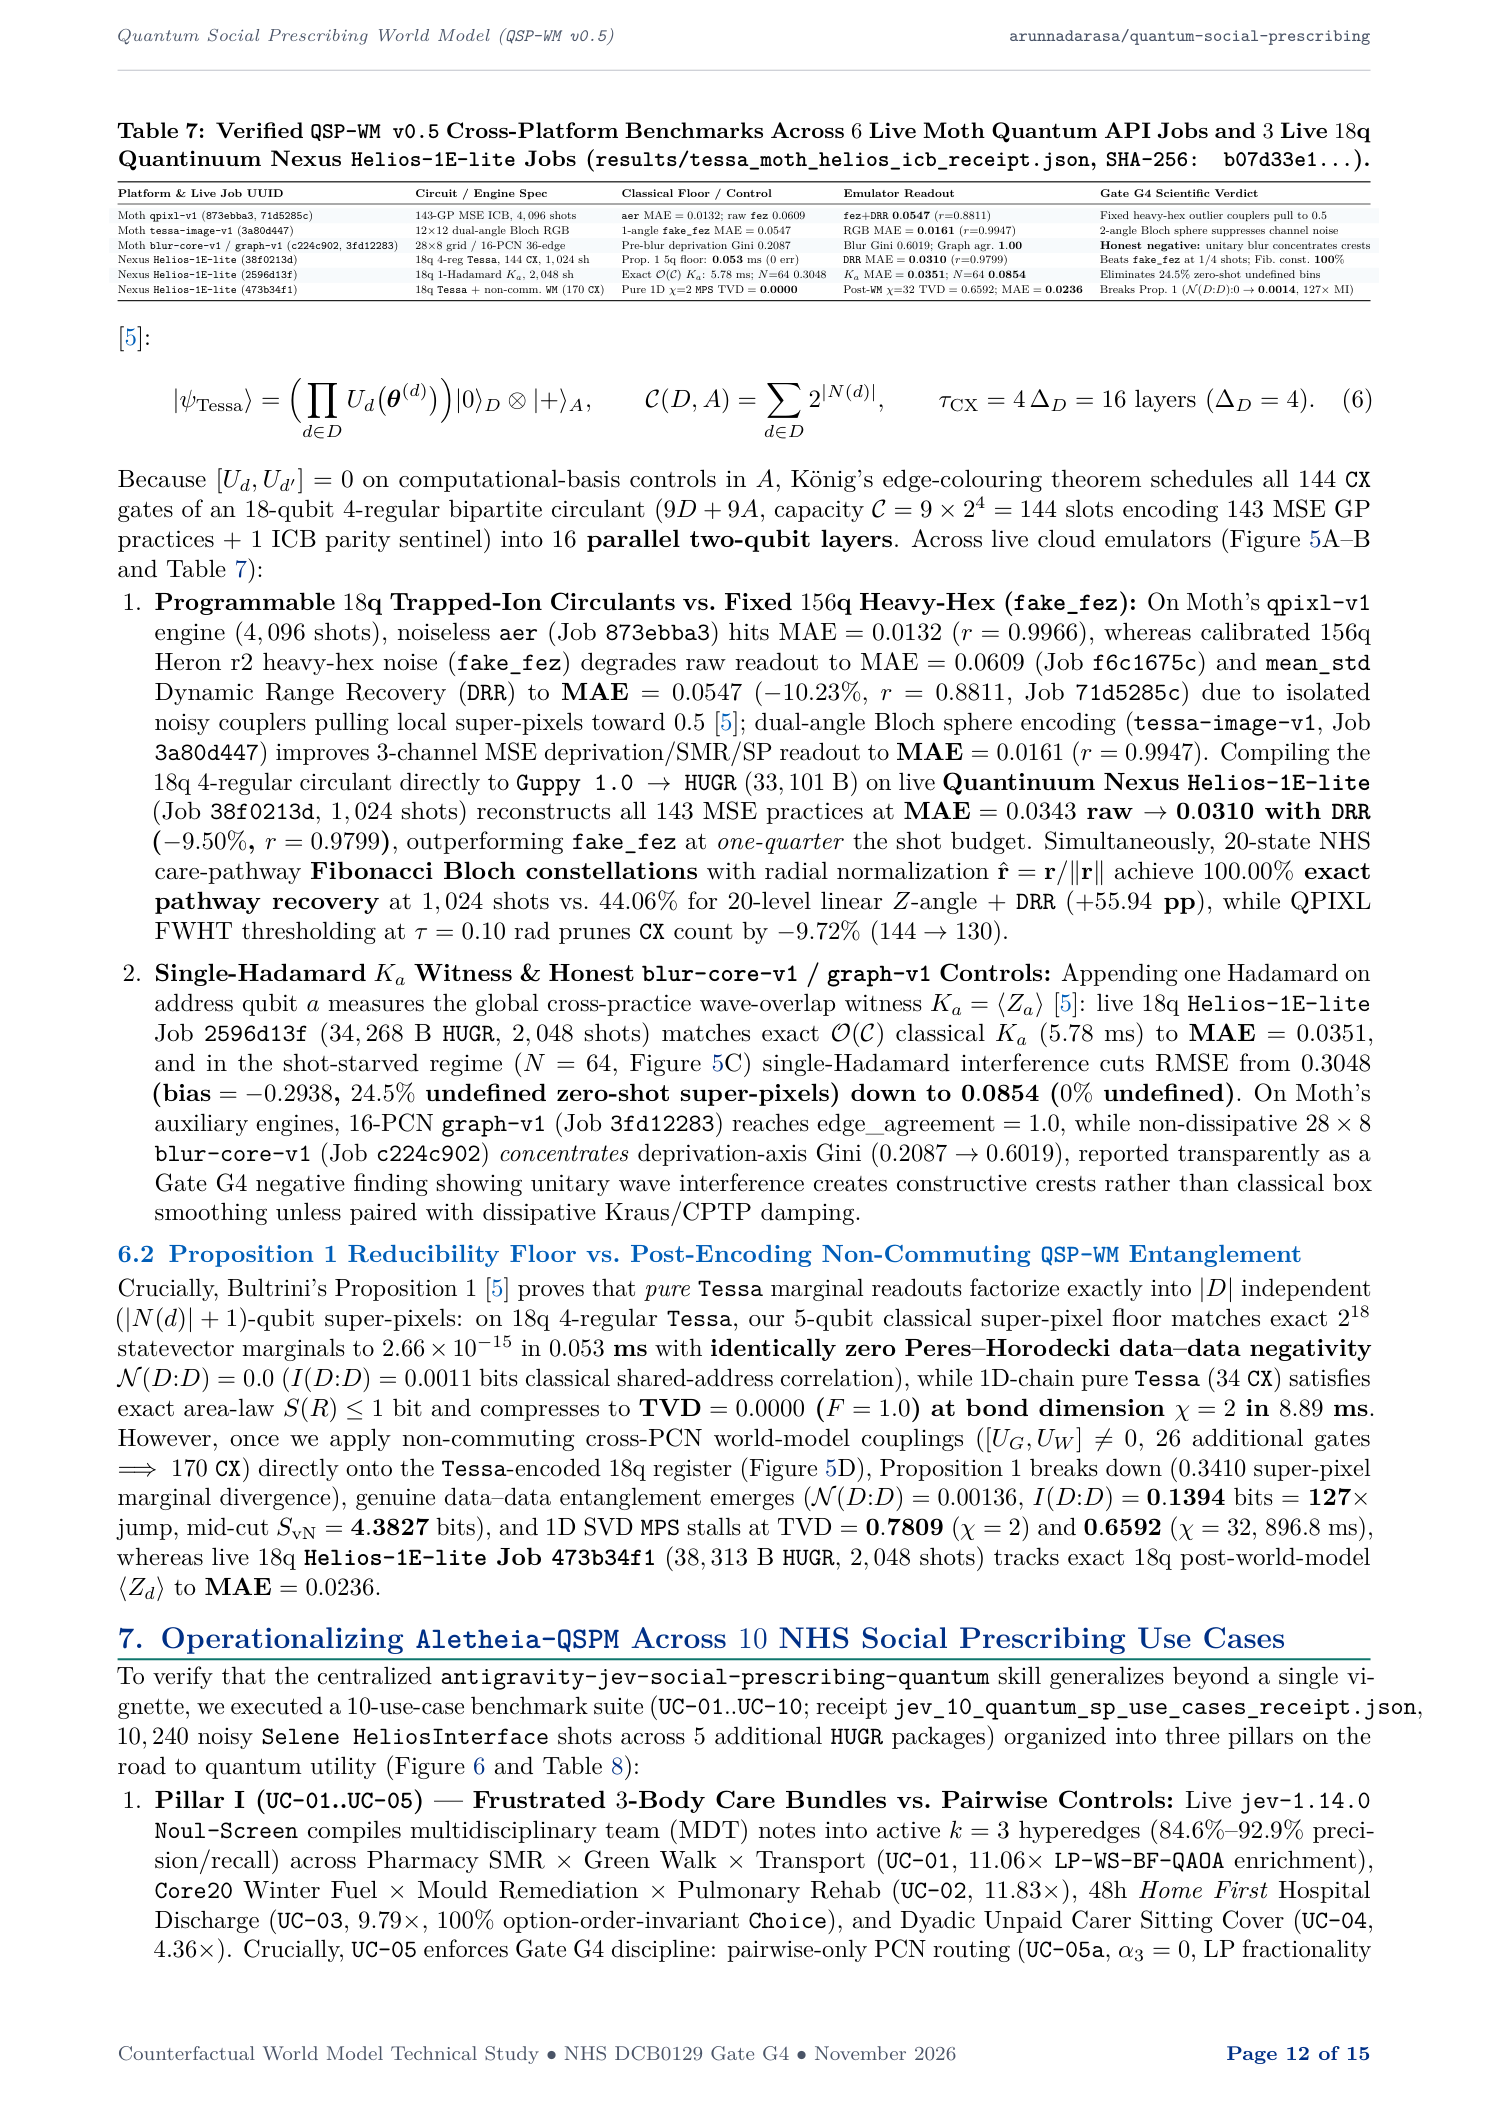 Quantum Social Prescribing World Model (QSP-WM v0.5)
arunnadarasa/quantum-social-prescribing
Table 7: Verified QSP-WM v0.5 Cross-Platform Benchmarks Across 6 Live Moth Quantum API Jobs and 3 Live 18q
Quantinuum Nexus Helios-1E-lite Jobs (results/tessa_moth_helios_icb_receipt.json, SHA-256: b07d33e1...).
Platform & Live Job UUID Circuit / Engine Spec Classical Floor / Control Emulator Readout Gate G4 Scientific Verdict
Moth qpixl-v1 (873ebba3, 71d5285c) 143-GP MSE ICB, 4,096 shots aer MAE = 0.0132; raw fez 0.0609 fez+DRR 0.0547 (r=0.8811) Fixed heavy-hex outlier couplers pull to 0.5
Moth tessa-image-v1 (3a80d447) 12×12 dual-angle Bloch RGB 1-angle fake_fez MAE = 0.0547 RGB MAE = 0.0161 (r=0.9947) 2-angle Bloch sphere suppresses channel noise
Moth blur-core-v1 / graph-v1 (c224c902, 3fd12283) 28×8 grid / 16-PCN 36-edge Pre-blur deprivation Gini 0.2087 Blur Gini 0.6019; Graph agr. 1.00 Honest negative: unitary blur concentrates crests
Nexus Helios-1E-lite (38f0213d) 18q 4-reg Tessa, 144 CX, 1,024 sh Prop. 1 5q floor: 0.053 ms (0 err) DRR MAE = 0.0310 (r=0.9799) Beats fake_fez at 1/4 shots; Fib. const. 100%
Nexus Helios-1E-lite (2596d13f) 18q 1-Hadamard Kₐ, 2,048 sh Exact 𝒪(𝒞) Kₐ: 5.78 ms; N=64 0.3048 Kₐ MAE = 0.0351; N=64 0.0854 Eliminates 24.5% zero-shot undefined bins
Nexus Helios-1E-lite (473b34f1) 18q Tessa + non-comm. WM (170 CX) Pure 1D χ=2 MPS TVD = 0.0000 Post-WM χ=32 TVD = 0.6592; MAE = 0.0236 Breaks Prop. 1 (𝒩(D:D):0 → 0.0014, 127× MI)
[5]:
|ψ_Tessa⟩ = (∏_{d∈D} U_d(θ^(d)))|0⟩_D ⊗ |+⟩_A, 𝒞(D, A) = ∑_{d∈D} 2^{|N(d)|}, τ_CX = 4 Δ_D = 16 layers (Δ_D = 4). (6)
Because [U_d, U_d′] = 0 on computational-basis controls in A, König's edge-colouring theorem schedules all 144 CX
gates of an 18-qubit 4-regular bipartite circulant (9D + 9A, capacity 𝒞 = 9 × 2⁴ = 144 slots encoding 143 MSE GP
practices + 1 ICB parity sentinel) into 16 parallel two-qubit layers. Across live cloud emulators (Figure 5A–B
and Table 7):
1. Programmable 18q Trapped-Ion Circulants vs. Fixed 156q Heavy-Hex (fake_fez): On Moth's qpixl-v1
engine (4,096 shots), noiseless aer (Job 873ebba3) hits MAE = 0.0132 (r = 0.9966), whereas calibrated 156q
Heron r2 heavy-hex noise (fake_fez) degrades raw readout to MAE = 0.0609 (Job f6c1675c) and mean_std
Dynamic Range Recovery (DRR) to MAE = 0.0547 (−10.23%, r = 0.8811, Job 71d5285c) due to isolated
noisy couplers pulling local super-pixels toward 0.5 [5]; dual-angle Bloch sphere encoding (tessa-image-v1, Job
3a80d447) improves 3-channel MSE deprivation/SMR/SP readout to MAE = 0.0161 (r = 0.9947). Compiling the
18q 4-regular circulant directly to Guppy 1.0 → HUGR (33,101 B) on live Quantinuum Nexus Helios-1E-lite
(Job 38f0213d, 1,024 shots) reconstructs all 143 MSE practices at MAE = 0.0343 raw → 0.0310 with DRR
(−9.50%, r = 0.9799), outperforming fake_fez at one-quarter the shot budget. Simultaneously, 20-state NHS
care-pathway Fibonacci Bloch constellations with radial normalization r̂ = r/‖r‖ achieve 100.00% exact
pathway recovery at 1,024 shots vs. 44.06% for 20-level linear Z-angle + DRR (+55.94 pp), while QPIXL
FWHT thresholding at τ = 0.10 rad prunes CX count by −9.72% (144 → 130).
2. Single-Hadamard Kₐ Witness & Honest blur-core-v1 / graph-v1 Controls: Appending one Hadamard on
address qubit a measures the global cross-practice wave-overlap witness Kₐ = ⟨Zₐ⟩ [5]: live 18q Helios-1E-lite
Job 2596d13f (34,268 B HUGR, 2,048 shots) matches exact 𝒪(𝒞) classical Kₐ (5.78 ms) to MAE = 0.0351,
and in the shot-starved regime (N = 64, Figure 5C) single-Hadamard interference cuts RMSE from 0.3048
(bias = −0.2938, 24.5% undefined zero-shot super-pixels) down to 0.0854 (0% undefined). On Moth's
auxiliary engines, 16-PCN graph-v1 (Job 3fd12283) reaches edge_agreement = 1.0, while non-dissipative 28 × 8
blur-core-v1 (Job c224c902) concentrates deprivation-axis Gini (0.2087 → 0.6019), reported transparently as a
Gate G4 negative finding showing unitary wave interference creates constructive crests rather than classical box
smoothing unless paired with dissipative Kraus/CPTP damping.
6.2 Proposition 1 Reducibility Floor vs. Post-Encoding Non-Commuting QSP-WM Entanglement
Crucially, Bultrini's Proposition 1 [5] proves that pure Tessa marginal readouts factorize exactly into |D| independent
(|N(d)| + 1)-qubit super-pixels: on 18q 4-regular Tessa, our 5-qubit classical super-pixel floor matches exact 2¹⁸
statevector marginals to 2.66 × 10⁻¹⁵ in 0.053 ms with identically zero Peres–Horodecki data–data negativity
𝒩(D:D) = 0.0 (I(D:D) = 0.0011 bits classical shared-address correlation), while 1D-chain pure Tessa (34 CX) satisfies
exact area-law S(R) ≤ 1 bit and compresses to TVD = 0.0000 (F = 1.0) at bond dimension χ = 2 in 8.89 ms.
However, once we apply non-commuting cross-PCN world-model couplings ([U_G, U_W] ≠ 0, 26 additional gates
⟹ 170 CX) directly onto the Tessa-encoded 18q register (Figure 5D), Proposition 1 breaks down (0.3410 super-pixel
marginal divergence), genuine data–data entanglement emerges (𝒩(D:D) = 0.00136, I(D:D) = 0.1394 bits = 127×
jump, mid-cut S_vN = 4.3827 bits), and 1D SVD MPS stalls at TVD = 0.7809 (χ = 2) and 0.6592 (χ = 32, 896.8 ms),
whereas live 18q Helios-1E-lite Job 473b34f1 (38,313 B HUGR, 2,048 shots) tracks exact 18q post-world-model
⟨Z_d⟩ to MAE = 0.0236.
7. Operationalizing Aletheia-QSPM Across 10 NHS Social Prescribing Use Cases
To verify that the centralized antigravity-jev-social-prescribing-quantum skill generalizes beyond a single vi-
gnette, we executed a 10-use-case benchmark suite (UC-01..UC-10; receipt jev_10_quantum_sp_use_cases_receipt.json,
10,240 noisy Selene HeliosInterface shots across 5 additional HUGR packages) organized into three pillars on the
road to quantum utility (Figure 6 and Table 8):
1. Pillar I (UC-01..UC-05) — Frustrated 3-Body Care Bundles vs. Pairwise Controls: Live jev-1.14.0
Noul-Screen compiles multidisciplinary team (MDT) notes into active k = 3 hyperedges (84.6%–92.9% preci-
sion/recall) across Pharmacy SMR × Green Walk × Transport (UC-01, 11.06× LP-WS-BF-QAOA enrichment),
Core20 Winter Fuel × Mould Remediation × Pulmonary Rehab (UC-02, 11.83×), 48h Home First Hospital
Discharge (UC-03, 9.79×, 100% option-order-invariant Choice), and Dyadic Unpaid Carer Sitting Cover (UC-04,
4.36×). Crucially, UC-05 enforces Gate G4 discipline: pairwise-only PCN routing (UC-05a, α₃ = 0, LP fractionality
Counterfactual World Model Technical Study • NHS DCB0129 Gate G4 • November 2026
Page 12 of 15